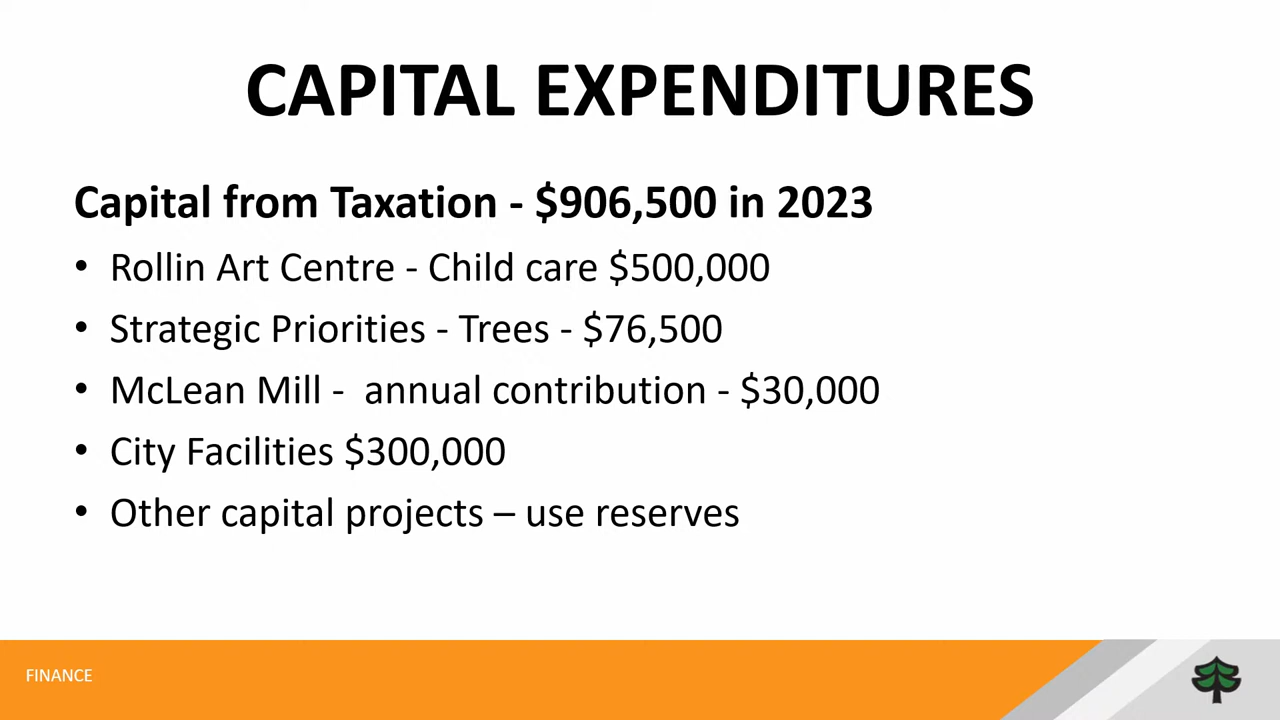 CAPITAL EXPENDITURES
Capital from Taxation - $906,500 in 2023
• Rollin Art Centre - Child care $500,000
• Strategic Priorities - Trees - $76,500
• McLean Mill -  annual contribution - $30,000
• City Facilities $300,000
• Other capital projects – use reserves
FINANCE